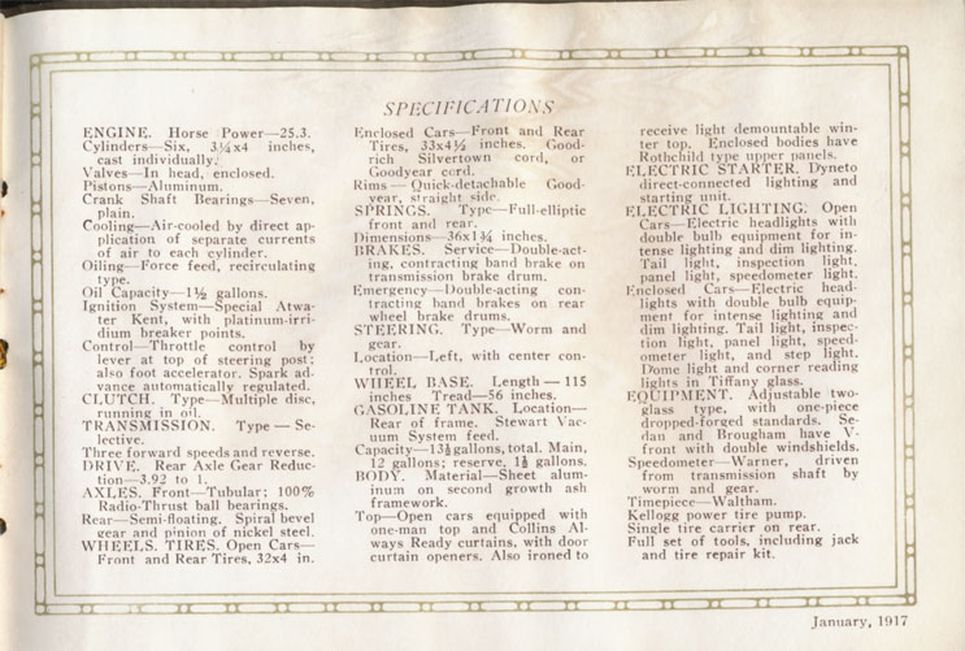 SPECIFICATIONS
ENGINE. Horse Power—25.3.
Cylinders—Six, 3¼x4 inches,
cast individually.
Valves—In head, enclosed.
Pistons—Aluminum.
Crank Shaft Bearings—Seven,
plain.
Cooling—Air-cooled by direct ap-
plication of separate currents
of air to each cylinder.
Oiling—Force feed, recirculating
type.
Oil Capacity—1½ gallons.
Ignition System—Special Atwa-
ter Kent, with platinum-irri-
dium breaker points.
Control—Throttle control by
lever at top of steering post;
also foot accelerator. Spark ad-
vance automatically regulated.
CLUTCH. Type—Multiple disc,
running in oil.
TRANSMISSION. Type—Se-
lective.
Three forward speeds and reverse.
DRIVE. Rear Axle Gear Reduc-
tion—3.92 to 1.
AXLES. Front—Tubular; 100%
Radio-Thrust ball bearings.
Rear—Semi-floating. Spiral bevel
gear and pinion of nickel steel.
WHEELS. TIRES. Open Cars—
Front and Rear Tires, 32x4 in.
Enclosed Cars—Front and Rear
Tires, 33x4½ inches. Good-
rich Silvertown cord, or
Goodyear cord.
Rims—Quick-detachable Good-
year, straight side.
SPRINGS. Type—Full-elliptic
front and rear.
Dimensions—36x1¾ inches.
BRAKES. Service—Double-act-
ing, contracting band brake on
transmission brake drum.
Emergency—Double-acting con-
tracting band brakes on rear
wheel brake drums.
STEERING. Type—Worm and
gear.
Location—Left, with center con-
trol.
WHEEL BASE. Length—115
inches Tread—56 inches.
GASOLINE TANK. Location—
Rear of frame. Stewart Vac-
uum System feed.
Capacity—13½ gallons, total. Main,
12 gallons; reserve, 1½ gallons.
BODY. Material—Sheet alum-
inum on second growth ash
framework.
Top—Open cars equipped with
one-man top and Collins Al-
ways Ready curtains, with door
curtain openers. Also ironed to
receive light demountable win-
ter top. Enclosed bodies have
Rothchild type upper panels.
ELECTRIC STARTER. Dyneto
direct-connected lighting and
starting unit.
ELECTRIC LIGHTING. Open
Cars—Electric headlights with
double bulb equipment for in-
tense lighting and dim lighting.
Tail light, inspection light,
panel light, speedometer light.
Enclosed Cars—Electric head-
lights with double bulb equip-
ment for intense lighting and
dim lighting. Tail light, inspec-
tion light, panel light, speed-
ometer light, and step light.
Dome light and corner reading
lights in Tiffany glass.
EQUIPMENT. Adjustable two-
glass type, with one-piece
dropped-forged standards. Se-
dan and Brougham have V-
front with double windshields.
Speedometer—Warner, driven
from transmission shaft by
worm and gear.
Timepiece—Waltham.
Kellogg power tire pump.
Single tire carrier on rear.
Full set of tools, including jack
and tire repair kit.
January, 1917